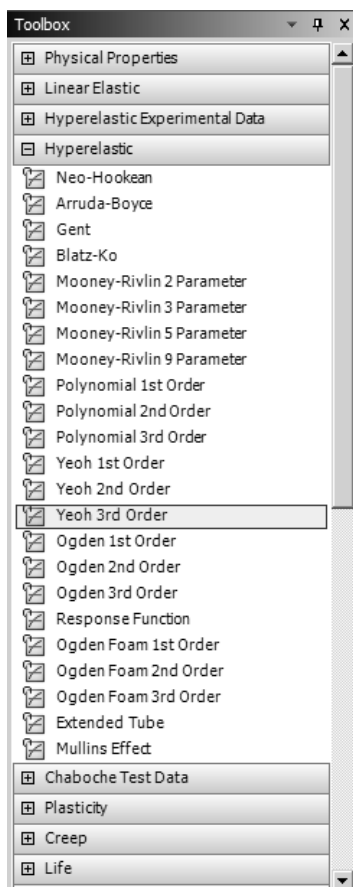 Toolbox
Physical Properties
Linear Elastic
Hyperelastic Experimental Data
Hyperelastic
Neo-Hookean
Arruda-Boyce
Gent
Blatz-Ko
Mooney-Rivlin 2 Parameter
Mooney-Rivlin 3 Parameter
Mooney-Rivlin 5 Parameter
Mooney-Rivlin 9 Parameter
Polynomial 1st Order
Polynomial 2nd Order
Polynomial 3rd Order
Yeoh 1st Order
Yeoh 2nd Order
Yeoh 3rd Order
Ogden 1st Order
Ogden 2nd Order
Ogden 3rd Order
Response Function
Ogden Foam 1st Order
Ogden Foam 2nd Order
Ogden Foam 3rd Order
Extended Tube
Mullins Effect
Chaboche Test Data
Plasticity
Creep
Life